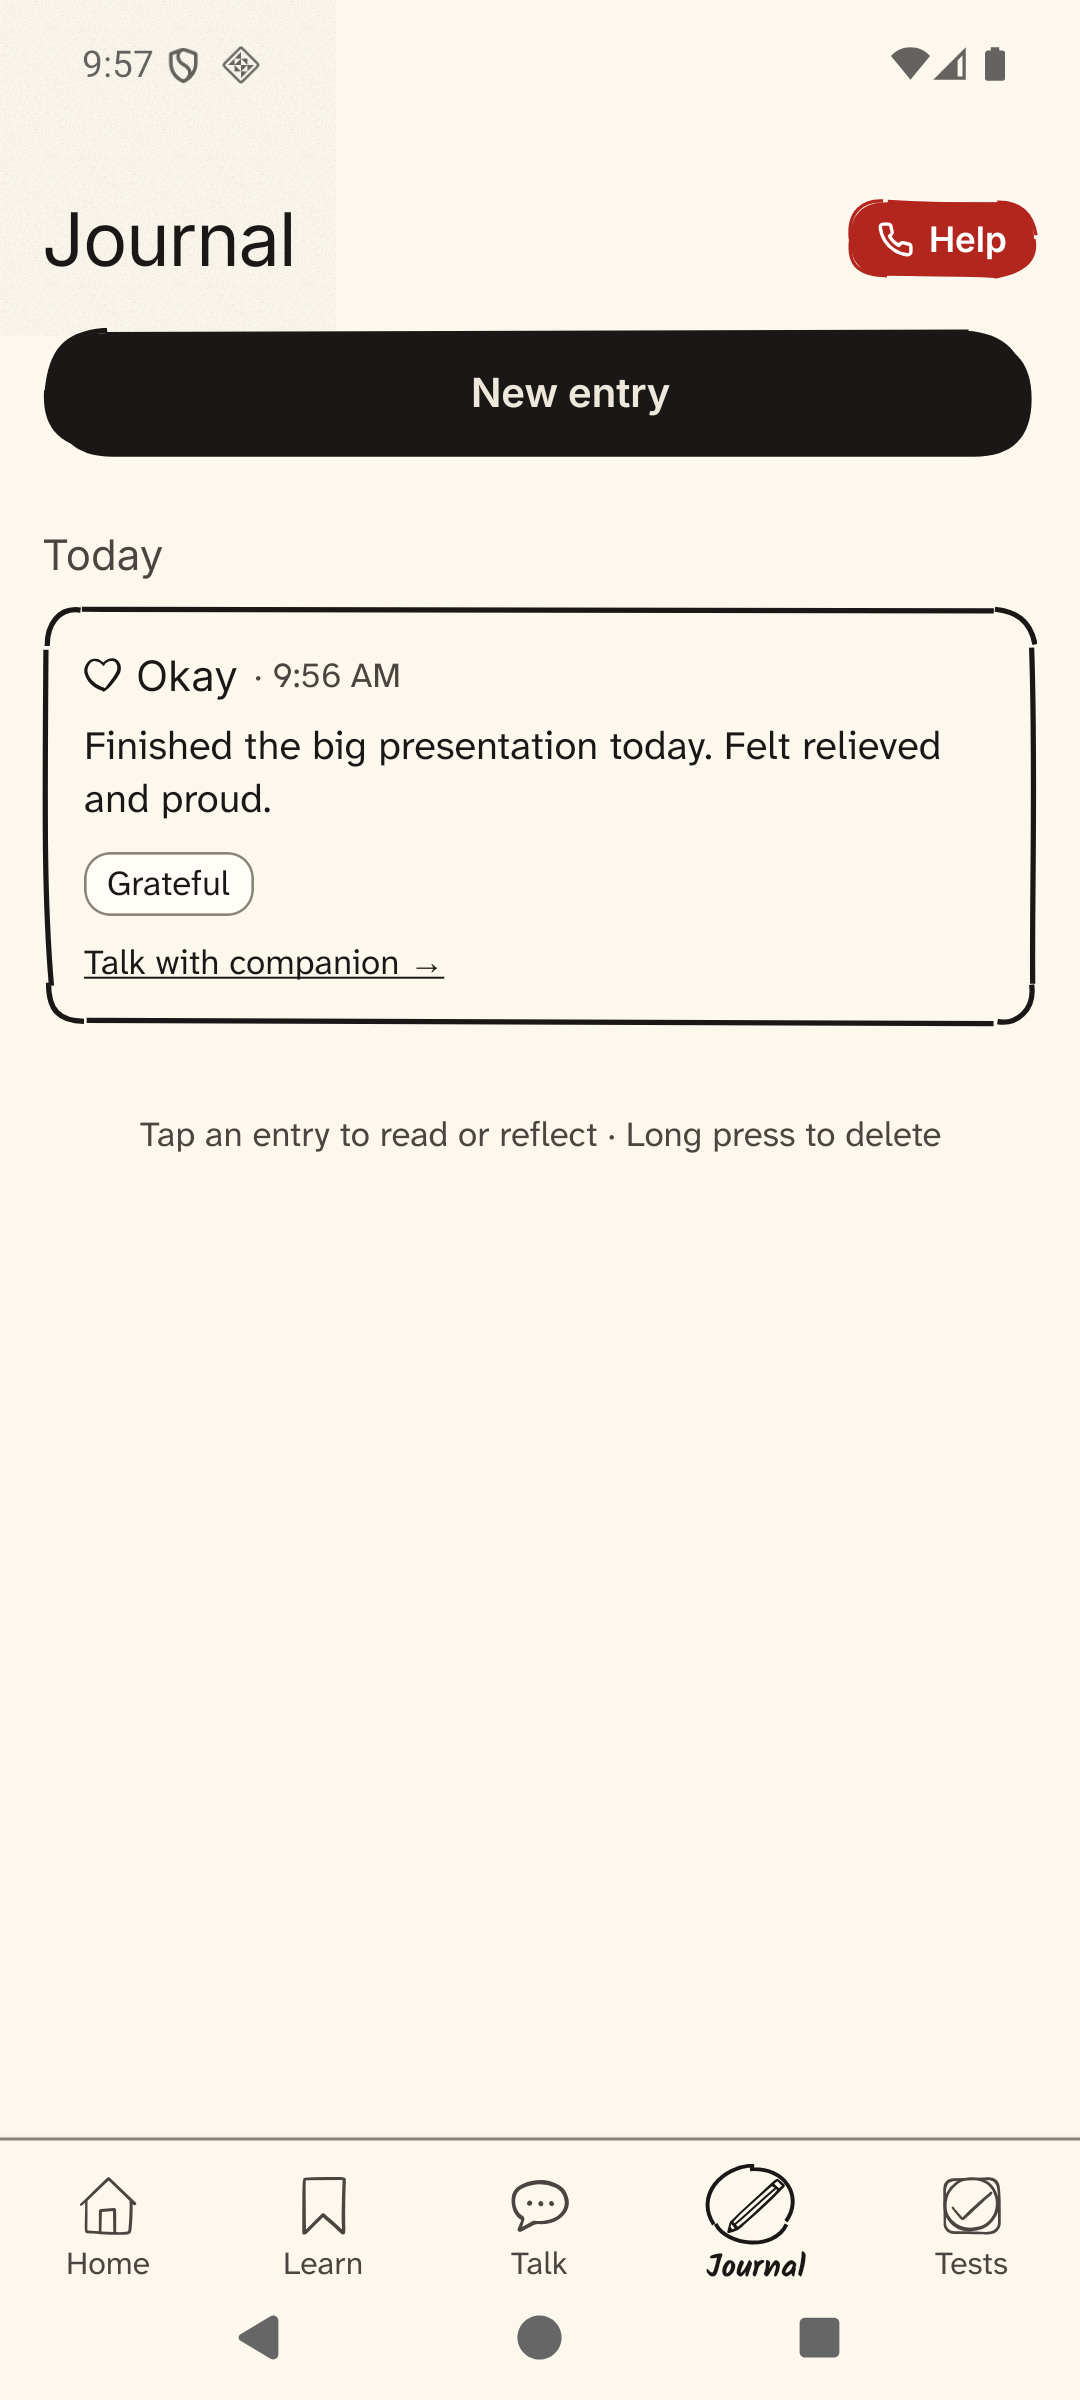 9:57
Journal
Help
New entry
Today
Okay · 9:56 AM
Finished the big presentation today. Felt relieved
and proud.
Grateful
Talk with companion →
Tap an entry to read or reflect · Long press to delete
Home Learn Talk Journal Tests